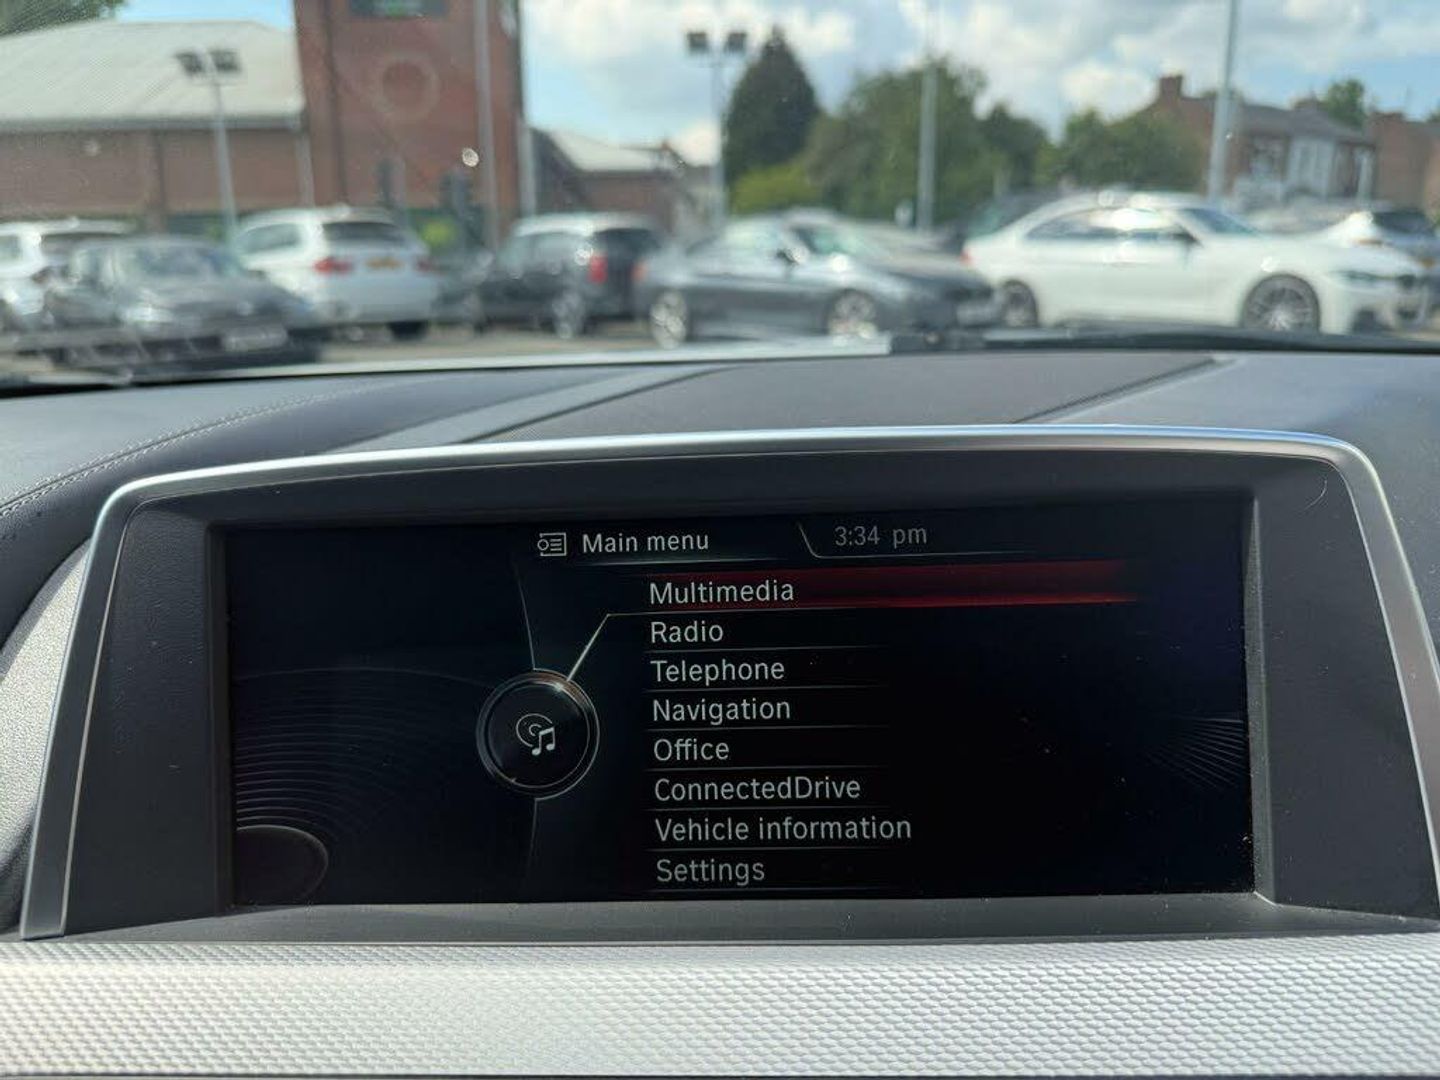 Main menu 3:34 pm
Multimedia
Radio
Telephone
Navigation
Office
ConnectedDrive
Vehicle information
Settings